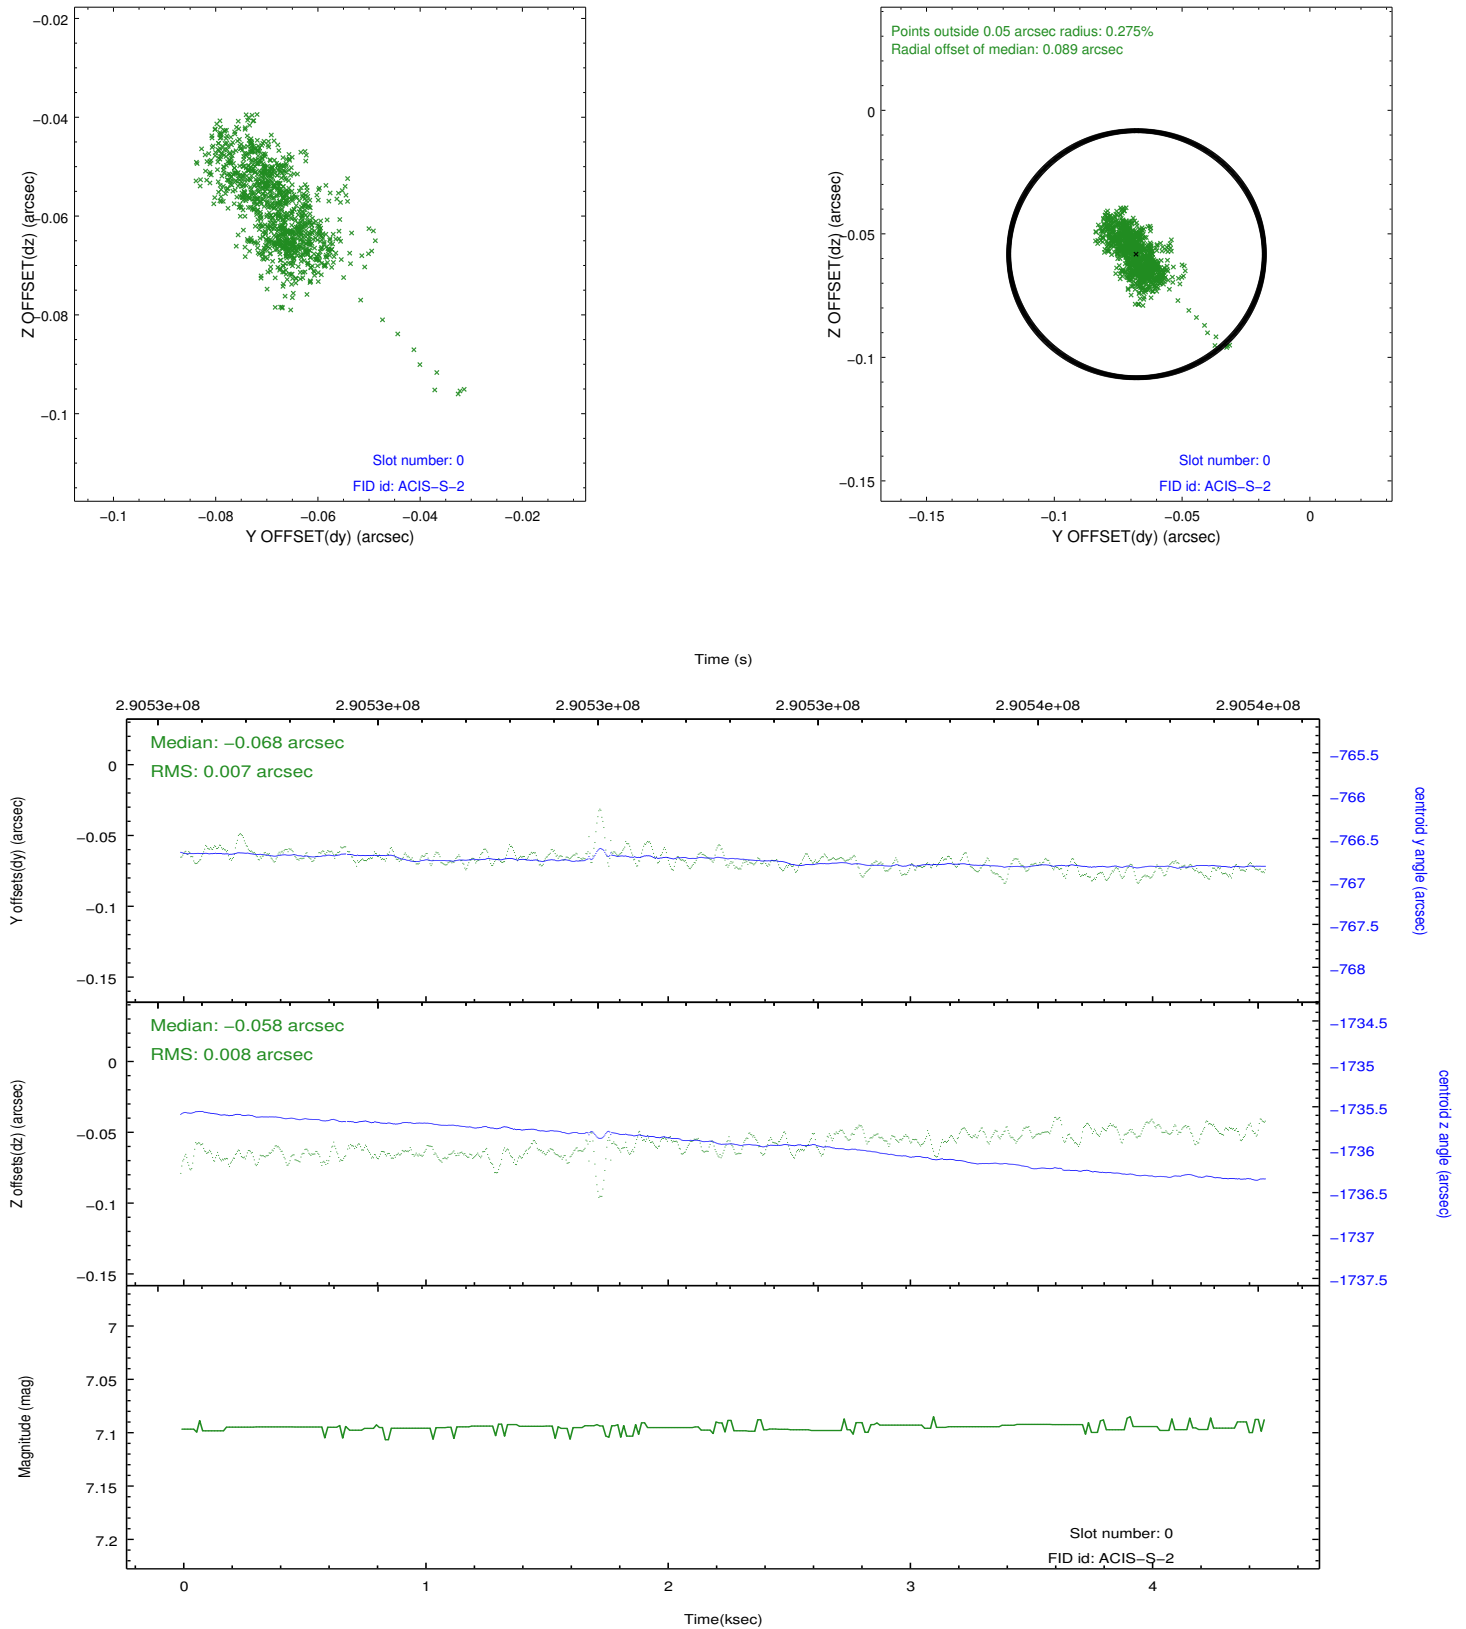 −0.02
−0.04
−0.06
−0.08
−0.1
Z OFFSET(dz) (arcsec)
Slot number: 0
FID id: ACIS−S−2
−0.1
−0.08
−0.06
−0.04
−0.02
Y OFFSET(dy) (arcsec)
Points outside 0.05 arcsec radius: 0.275%
Radial offset of median: 0.089 arcsec
0
−0.05
−0.1
−0.15
Z OFFSET(dz) (arcsec)
Slot number: 0
FID id: ACIS−S−2
−0.15
−0.1
−0.05
0
Y OFFSET(dy) (arcsec)
Time (s)
2.9053e+08
2.9053e+08
2.9053e+08
2.9053e+08
2.9054e+08
2.9054e+08
Median: −0.068 arcsec
RMS: 0.007 arcsec
0
−0.05
−0.1
−0.15
Y offsets(dy) (arcsec)
−765.5
−766
−766.5
−767
−767.5
−768
centroid y angle (arcsec)
Median: −0.058 arcsec
RMS: 0.008 arcsec
0
−0.05
−0.1
−0.15
Z offsets(dz) (arcsec)
−1734.5
−1735
−1735.5
−1736
−1736.5
−1737
−1737.5
centroid z angle (arcsec)
7
7.05
7.1
7.15
7.2
Magnitude (mag)
Slot number: 0
FID id: ACIS−S−2
0
1
2
3
4
Time(ksec)